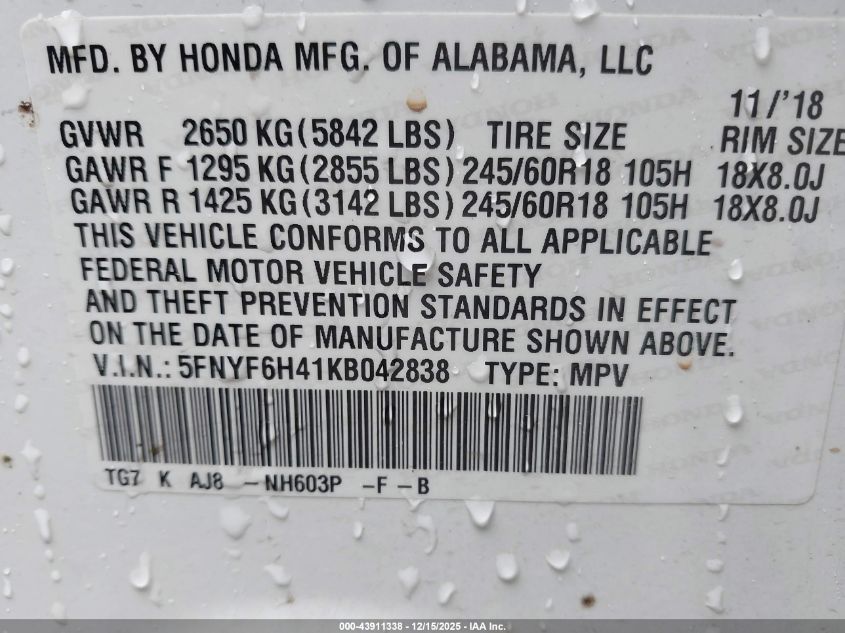 MFD. BY HONDA MFG. OF ALABAMA, LLC
11/'18
GVWR 2650 KG(5842 LBS) TIRE SIZE RIM SIZE
GAWR F 1295 KG(2855 LBS) 245/60R18 105H 18X8.0J
GAWR R 1425 KG(3142 LBS) 245/60R18 105H 18X8.0J
THIS VEHICLE CONFORMS TO ALL APPLICABLE
FEDERAL MOTOR VEHICLE SAFETY
AND THEFT PREVENTION STANDARDS IN EFFECT
ON THE DATE OF MANUFACTURE SHOWN ABOVE.
V.I.N.: 5FNYF6H41KB042838 TYPE: MPV
TG7 K AJ8 -NH603P -F-B
000-43911338 - 12/15/2025 - IAA Inc.